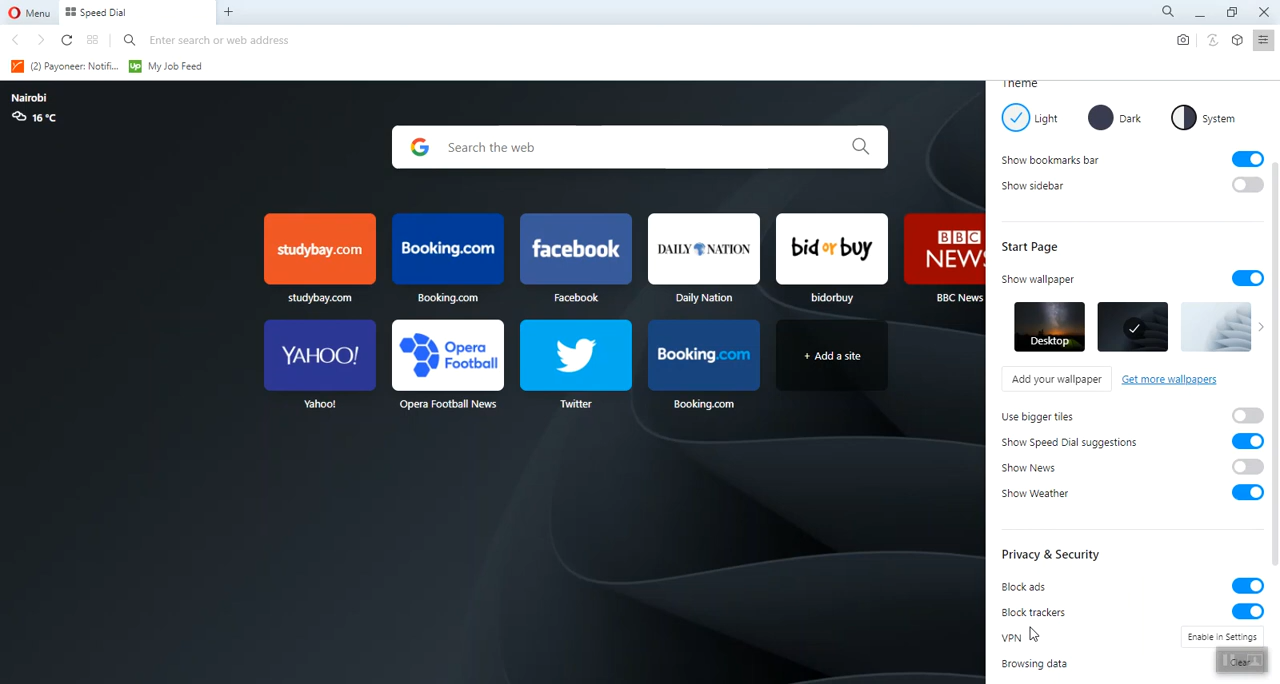 Menu
Speed Dial
Enter search or web address
(2) Payoneer: Notifi...
Up My Job Feed
Nairobi
16 °C
Search the web
studybay.com
Booking.com
facebook
DAILY NATION
bid or buy
BBC NEWS
studybay.com
Booking.com
Facebook
Daily Nation
bidorbuy
BBC News
YAHOO!
Opera Football
Booking.com
+ Add a site
Yahoo!
Opera Football News
Twitter
Booking.com
Theme
Light
Dark
System
Show bookmarks bar
Show sidebar
Start Page
Show wallpaper
Desktop
Add your wallpaper
Get more wallpapers
Use bigger tiles
Show Speed Dial suggestions
Show News
Show Weather
Privacy & Security
Block ads
Block trackers
VPN
Enable in Settings
Browsing data
Clear